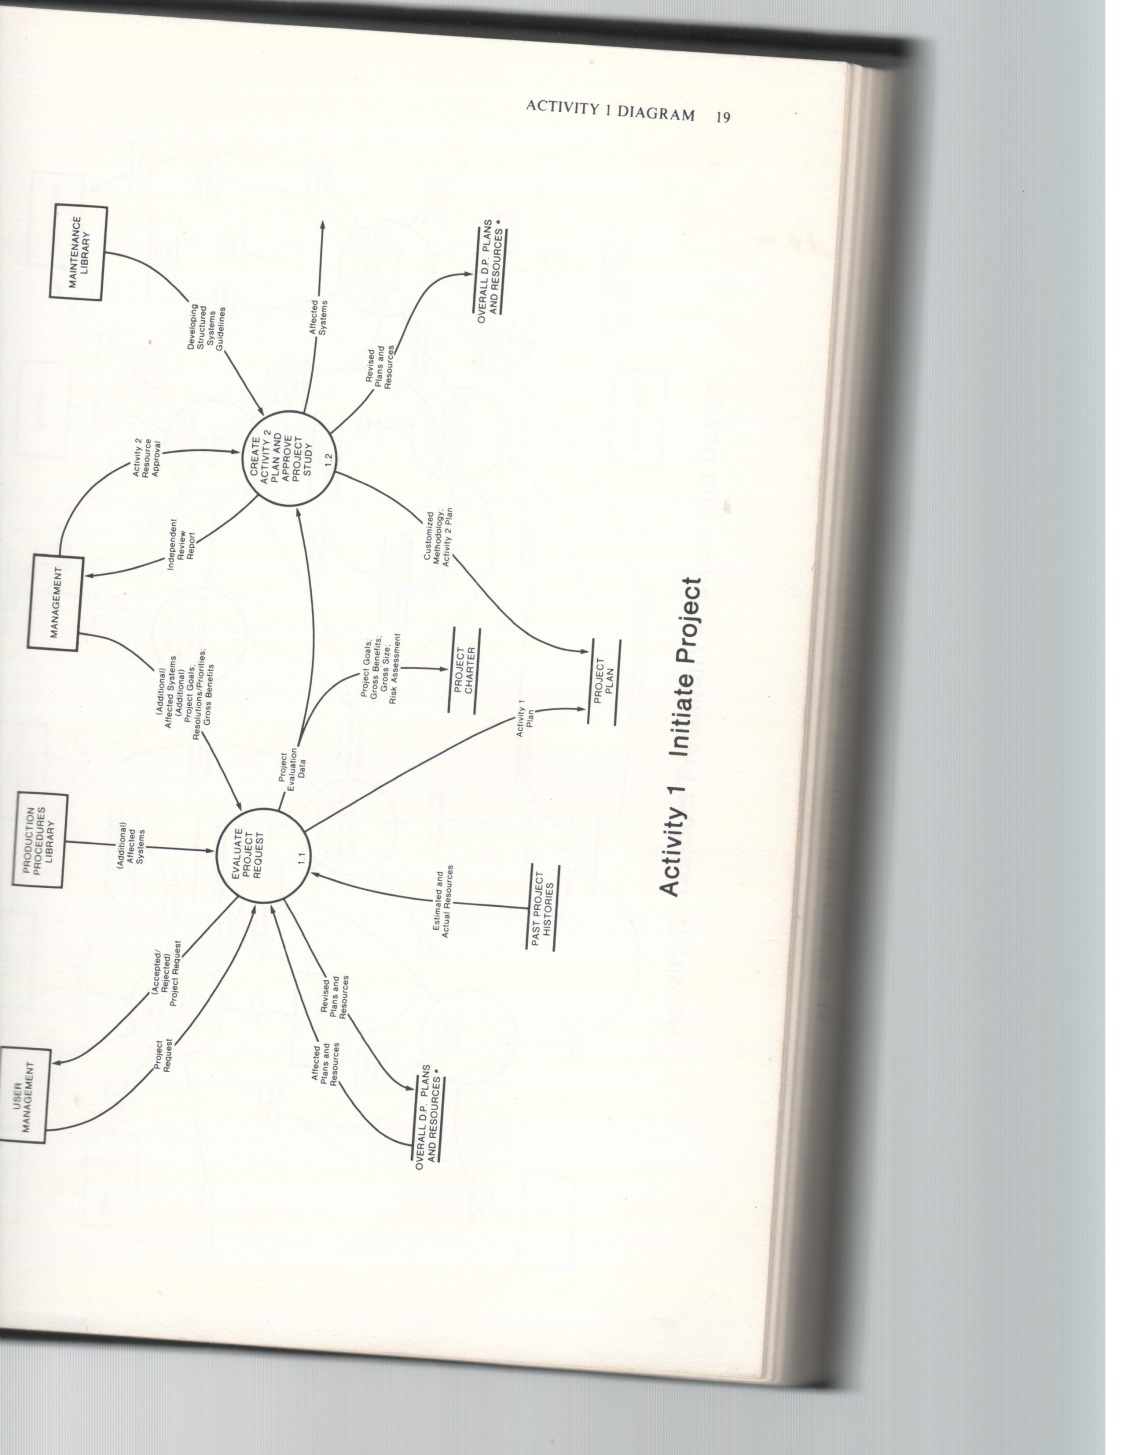 ACTIVITY 1 DIAGRAM 19
USER
MANAGEMENT
PRODUCTION
PROCEDURES
LIBRARY
MANAGEMENT
MAINTENANCE
LIBRARY
Project
Request
(Accepted/
Rejected)
Project Request
(Additional)
Affected
Systems
(Additional)
Affected Systems
(Additional)
Project Goals;
Resolutions/Priorities;
Gross Benefits
Independent
Review
Report
Activity 2
Resource
Approval
Developing
Structured
Systems
Guidelines
EVALUATE
PROJECT
REQUEST
1.1
CREATE
ACTIVITY 2
PLAN AND
APPROVE
PROJECT
STUDY
1.2
Project
Evaluation
Data
Affected
Systems
Affected
Plans and
Resources
Revised
Plans and
Resources
Project Goals;
Gross Benefits;
Gross Size;
Risk Assessment
Revised
Plans and
Resources
Estimated and
Actual Resources
Customized
Methodology;
Activity 2 Plan
Activity 1
Plan
OVERALL D.P. PLANS
AND RESOURCES*
PAST PROJECT
HISTORIES
PROJECT
CHARTER
PROJECT
PLAN
OVERALL D.P. PLANS
AND RESOURCES*
Activity 1 Initiate Project